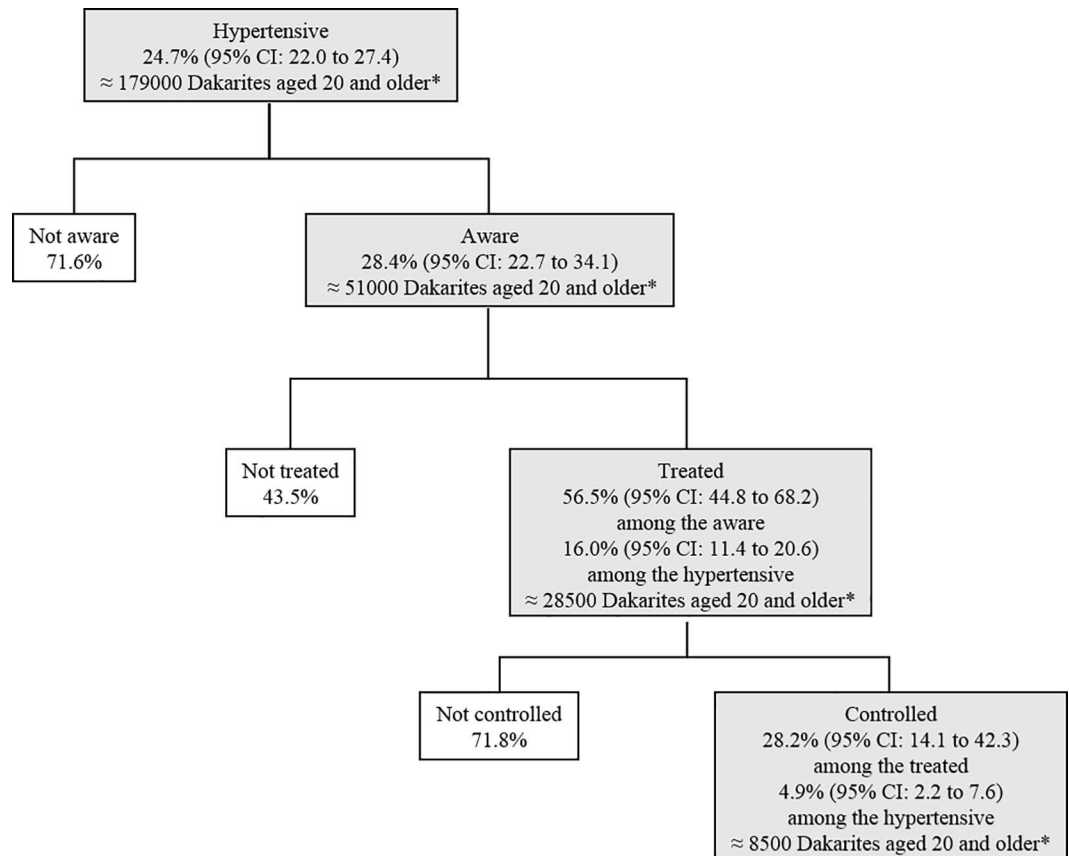 Hypertensive
24.7% (95% CI: 22.0 to 27.4)
≈ 179000 Dakarites aged 20 and older*
Not aware
71.6%
Aware
28.4% (95% CI: 22.7 to 34.1)
≈ 51000 Dakarites aged 20 and older*
Not treated
43.5%
Treated
56.5% (95% CI: 44.8 to 68.2)
among the aware
16.0% (95% CI: 11.4 to 20.6)
among the hypertensive
≈ 28500 Dakarites aged 20 and older*
Not controlled
71.8%
Controlled
28.2% (95% CI: 14.1 to 42.3)
among the treated
4.9% (95% CI: 2.2 to 7.6)
among the hypertensive
≈ 8500 Dakarites aged 20 and older*